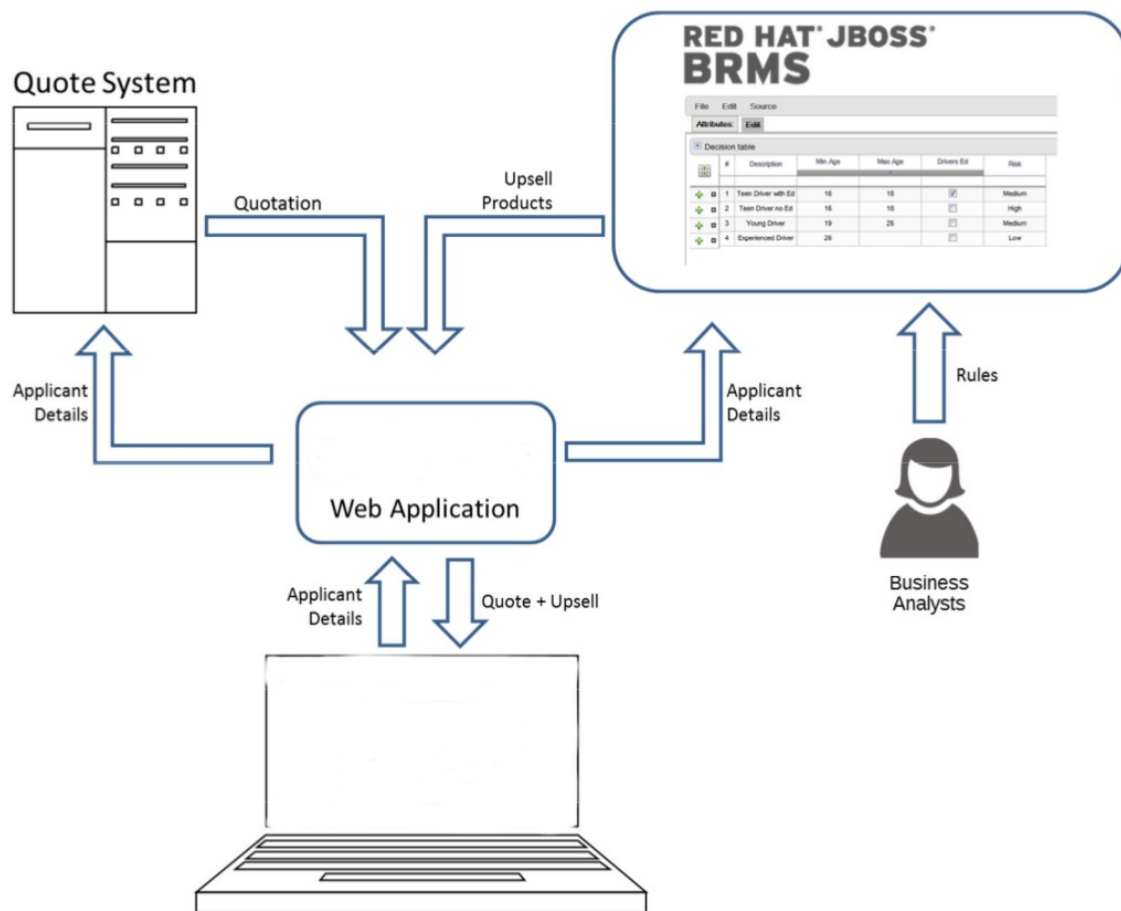 RED HAT® JBOSS®
BRMS
Quote System
File Edit Source
Attributes: Edit
Decision table
# Description Min Age Max Age Drivers Ed Risk
1 Teen Driver with Ed 16 18 Medium
2 Teen Driver no Ed 16 18 High
3 Young Driver 19 25 Medium
4 Experienced Driver 26 Low
Quotation
Upsell
Products
Applicant
Details
Applicant
Details
Rules
Web Application
Applicant
Details
Quote + Upsell
Business
Analysts